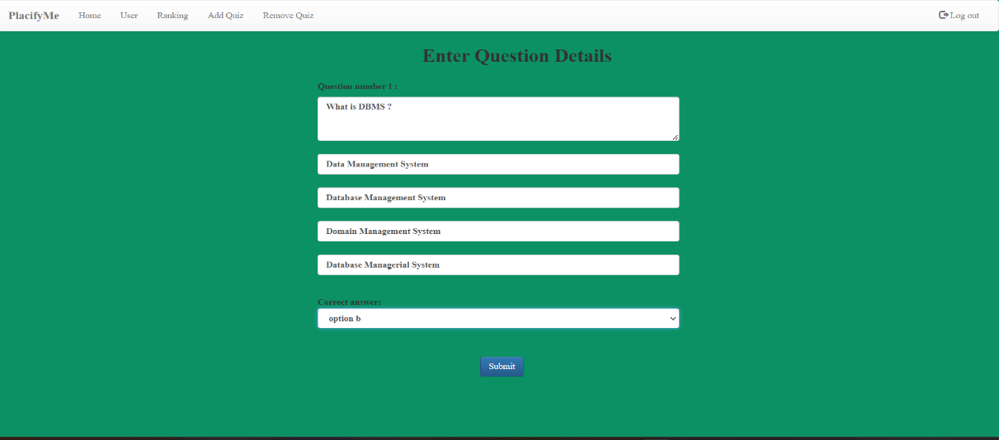 PlacifyMe Home User Ranking Add Quiz Remove Quiz Log out
Enter Question Details
Question number 1 :
What is DBMS ?
Data Management System
Database Management System
Domain Management System
Database Managerial System
Correct answer:
option b
Submit